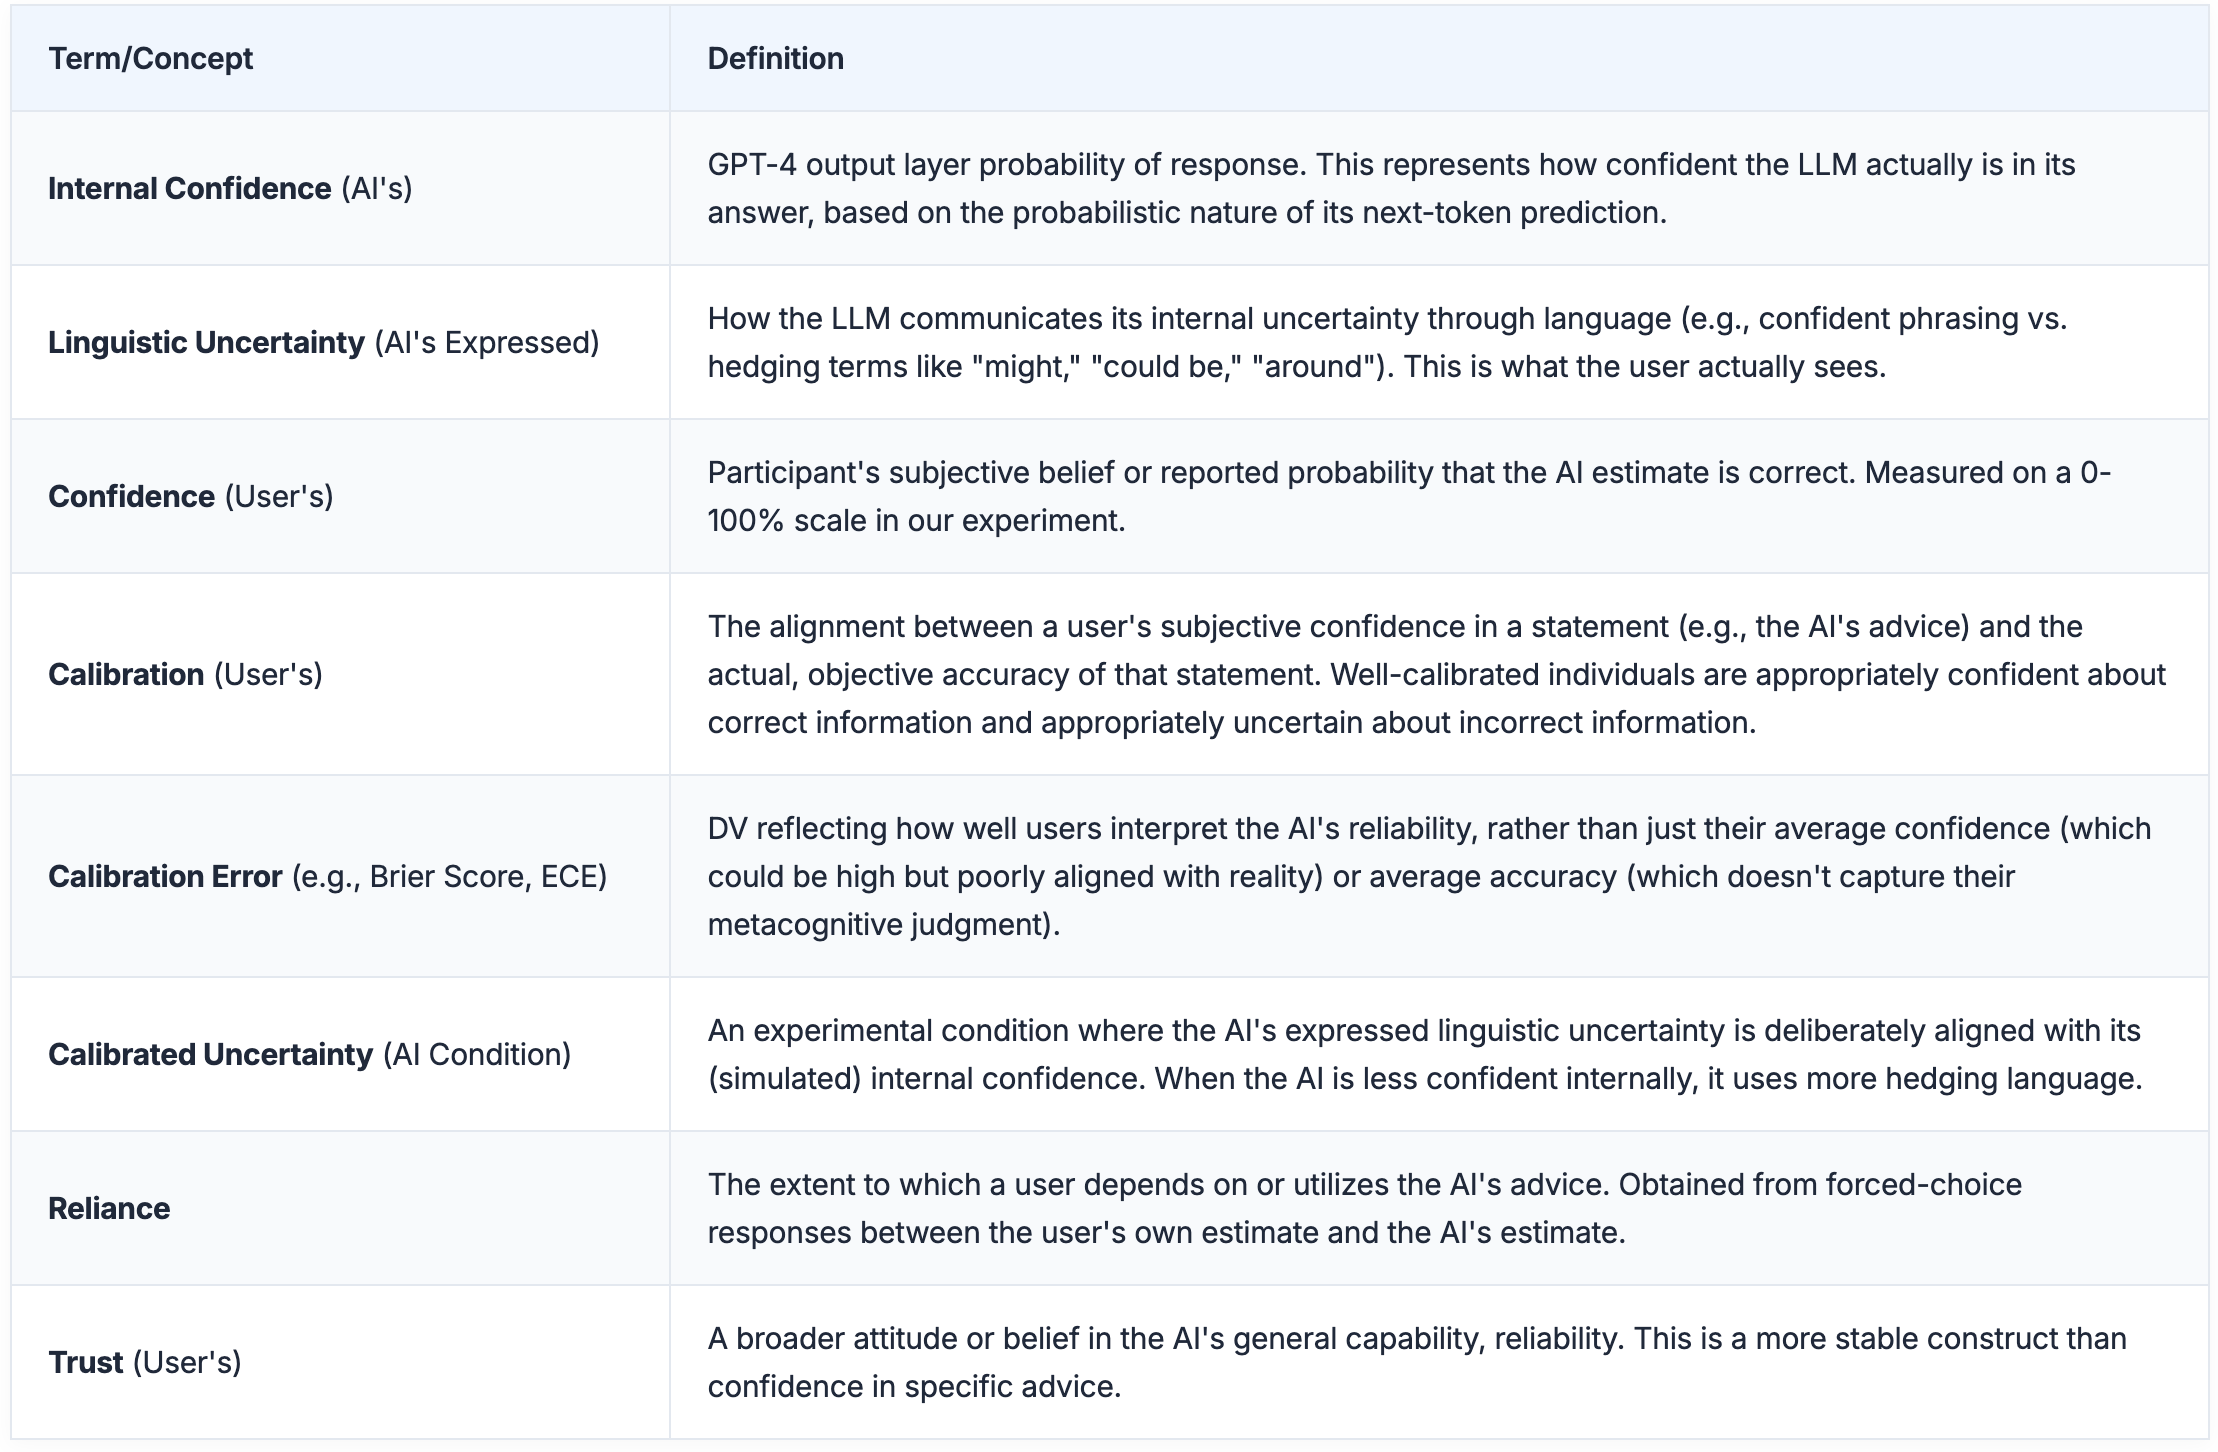 Term/Concept
Definition
Internal Confidence (AI's)
GPT-4 output layer probability of response. This represents how confident the LLM actually is in its
answer, based on the probabilistic nature of its next-token prediction.
Linguistic Uncertainty (AI's Expressed)
How the LLM communicates its internal uncertainty through language (e.g., confident phrasing vs.
hedging terms like "might," "could be," "around"). This is what the user actually sees.
Confidence (User's)
Participant's subjective belief or reported probability that the AI estimate is correct. Measured on a 0-
100% scale in our experiment.
Calibration (User's)
The alignment between a user's subjective confidence in a statement (e.g., the AI's advice) and the
actual, objective accuracy of that statement. Well-calibrated individuals are appropriately confident about
correct information and appropriately uncertain about incorrect information.
Calibration Error (e.g., Brier Score, ECE)
DV reflecting how well users interpret the AI's reliability, rather than just their average confidence (which
could be high but poorly aligned with reality) or average accuracy (which doesn't capture their
metacognitive judgment).
Calibrated Uncertainty (AI Condition)
An experimental condition where the AI's expressed linguistic uncertainty is deliberately aligned with its
(simulated) internal confidence. When the AI is less confident internally, it uses more hedging language.
Reliance
The extent to which a user depends on or utilizes the AI's advice. Obtained from forced-choice
responses between the user's own estimate and the AI's estimate.
Trust (User's)
A broader attitude or belief in the AI's general capability, reliability. This is a more stable construct than
confidence in specific advice.